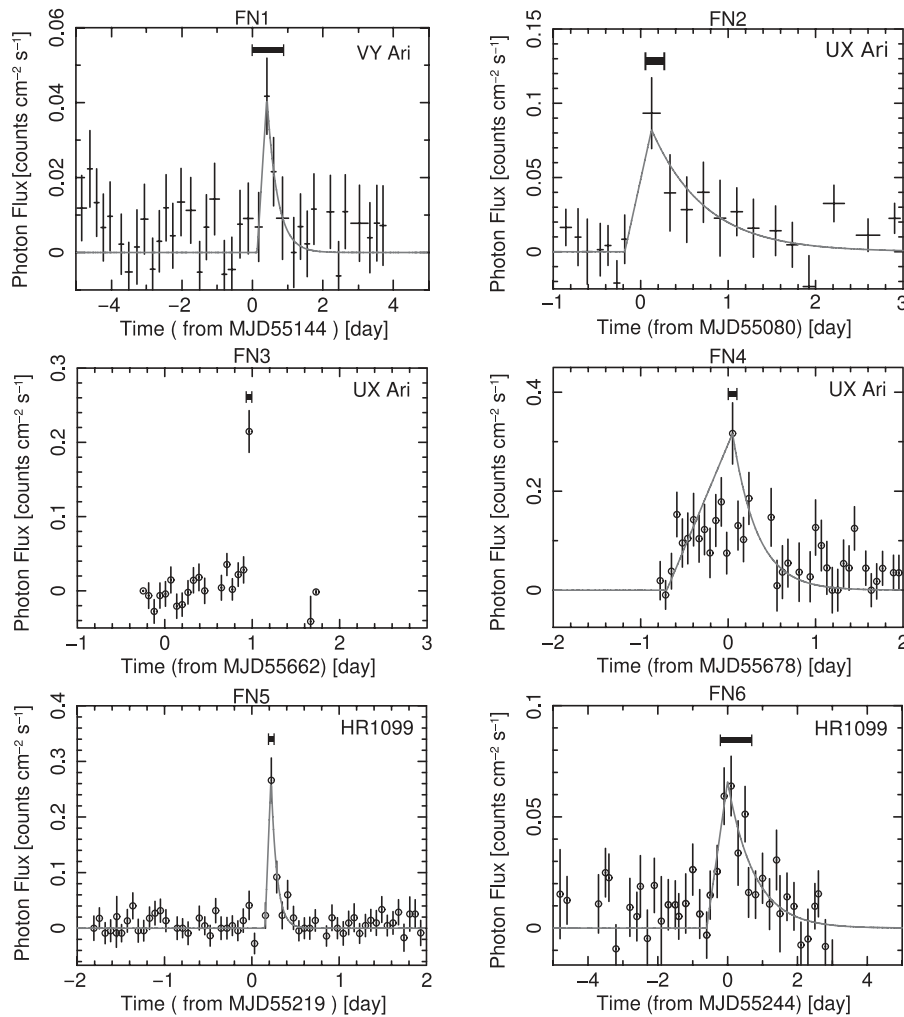 FN1
VY Ari
Photon Flux [counts cm⁻² s⁻¹]
0 0.02 0.04 0.06
−4 −2 0 2 4
Time ( from MJD55144) [day]
FN2
UX Ari
Photon Flux [counts cm⁻² s⁻¹]
0 0.05 0.10 0.15
−1 0 1 2 3
Time ( from MJD55080) [day]
FN3
UX Ari
Photon Flux [counts cm⁻² s⁻¹]
0 0.1 0.2 0.3
−1 0 1 2 3
Time (from MJD55662) [day]
FN4
UX Ari
Photon Flux [counts cm⁻² s⁻¹]
0 0.2 0.4
−2 −1 0 1 2
Time (from MJD55678) [day]
FN5
HR1099
Photon Flux [counts cm⁻² s⁻¹]
0 0.1 0.2 0.3 0.4
−2 −1 0 1 2
Time ( from MJD55219 ) [day]
FN6
HR1099
Photon Flux [counts cm⁻² s⁻¹]
0 0.05 0.1
−4 −2 0 2 4
Time (from MJD55244) [day]